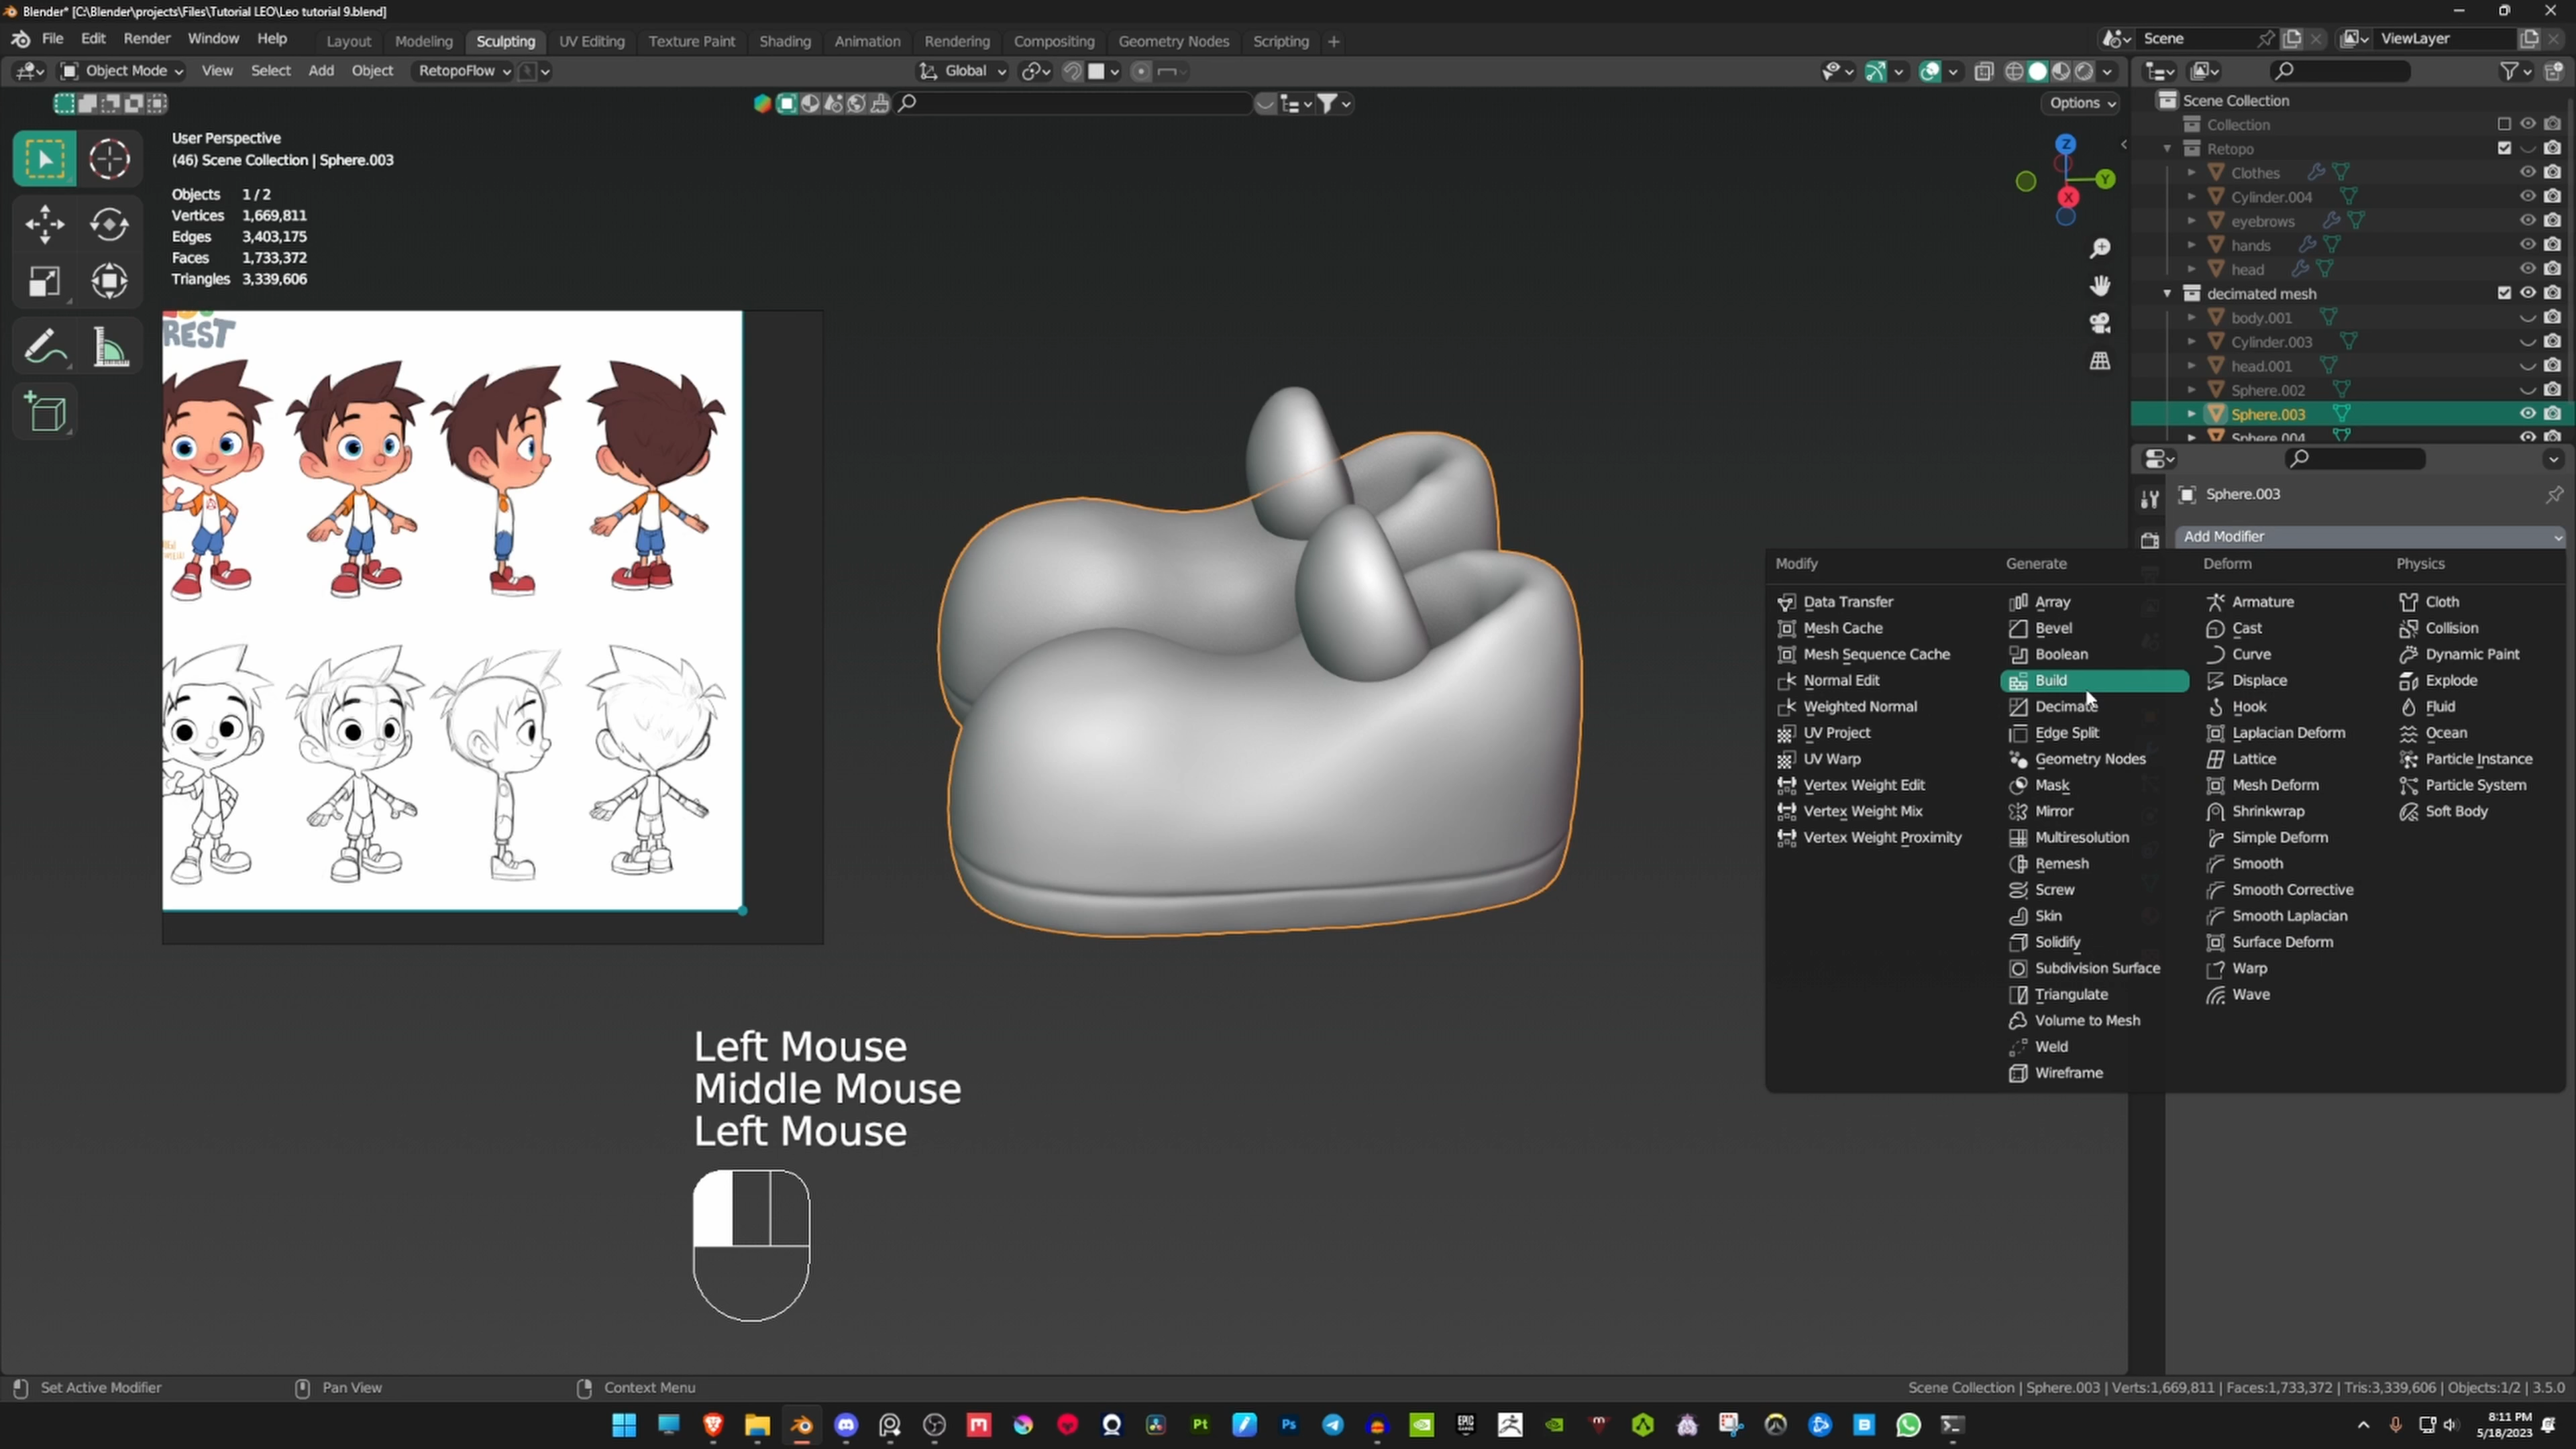 Blender* [C:\Blender\projects\Files\Tutorial LEO\Leo tutorial 9.blend]
File Edit Render Window Help
Layout Modeling Sculpting UV Editing Texture Paint Shading Animation Rendering Compositing Geometry Nodes Scripting +
Scene
ViewLayer
Object Mode View Select Add Object RetopoFlow
Global
Options
User Perspective
(46) Scene Collection | Sphere.003
Objects 1 / 2
Vertices 1,669,811
Edges 3,403,175
Faces 1,733,372
Triangles 3,339,606
REST
Z
Y
X
Scene Collection
Collection
Retopo
Clothes
Cylinder.004
eyebrows
hands
head
decimated mesh
body.001
Cylinder.003
head.001
Sphere.002
Sphere.003
Sphere.004
Sphere.003
Add Modifier
Modify
Data Transfer
Mesh Cache
Mesh Sequence Cache
Normal Edit
Weighted Normal
UV Project
UV Warp
Vertex Weight Edit
Vertex Weight Mix
Vertex Weight Proximity
Generate
Array
Bevel
Boolean
Build
Decimate
Edge Split
Geometry Nodes
Mask
Mirror
Multiresolution
Remesh
Screw
Skin
Solidify
Subdivision Surface
Triangulate
Volume to Mesh
Weld
Wireframe
Deform
Armature
Cast
Curve
Displace
Hook
Laplacian Deform
Lattice
Mesh Deform
Shrinkwrap
Simple Deform
Smooth
Smooth Corrective
Smooth Laplacian
Surface Deform
Warp
Wave
Physics
Cloth
Collision
Dynamic Paint
Explode
Fluid
Ocean
Particle Instance
Particle System
Soft Body
Left Mouse
Middle Mouse
Left Mouse
Set Active Modifier
Pan View
Context Menu
Scene Collection | Sphere.003 | Verts:1,669,811 | Faces:1,733,372 | Tris:3,339,606 | Objects:1/2 | 3.5.0
Pt
Ps
EPIC
8:11 PM
5/18/2023